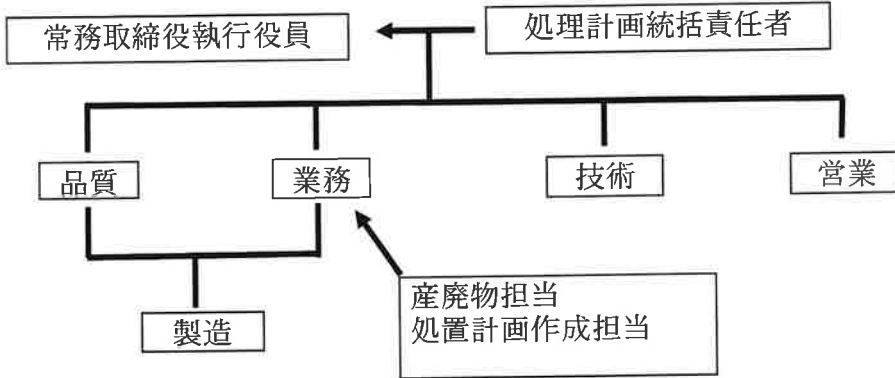 常務取締役執行役員
処理計画統括責任者
品質
業務
技術
営業
製造
産廃物担当
処置計画作成担当